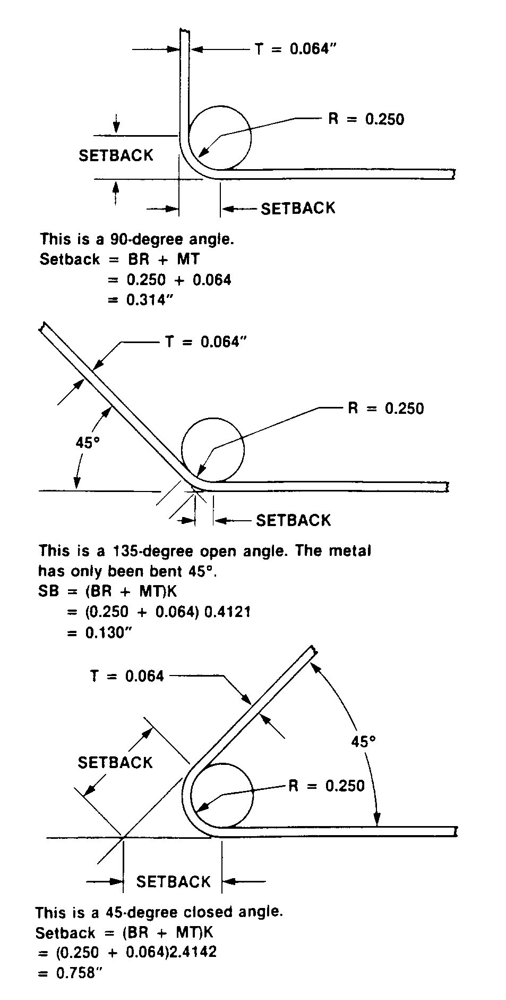 T = 0.064"
R = 0.250
SETBACK
SETBACK
This is a 90-degree angle.
Setback = BR + MT
= 0.250 + 0.064
= 0.314"
T = 0.064"
R = 0.250
45°
SETBACK
This is a 135-degree open angle. The metal
has only been bent 45°.
SB = (BR + MT)K
= (0.250 + 0.064) 0.4121
= 0.130"
T = 0.064
45°
SETBACK
R = 0.250
SETBACK
This is a 45-degree closed angle.
Setback = (BR + MT)K
= (0.250 + 0.064)2.4142
= 0.758"